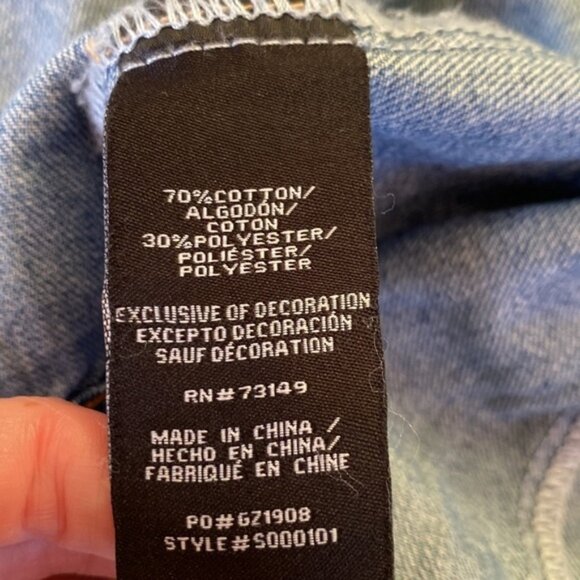 70%COTTON/
ALGODÓN/
COTON
30%POLYESTER/
POLIÉSTER/
POLYESTER
EXCLUSIVE OF DECORATION
EXCEPTO DECORACIÓN
SAUF DÉCORATION
RN#73149
MADE IN CHINA/
HECHO EN CHINA/
FABRIQUÉ EN CHINE
PO#GZ1908
STYLE#S000101